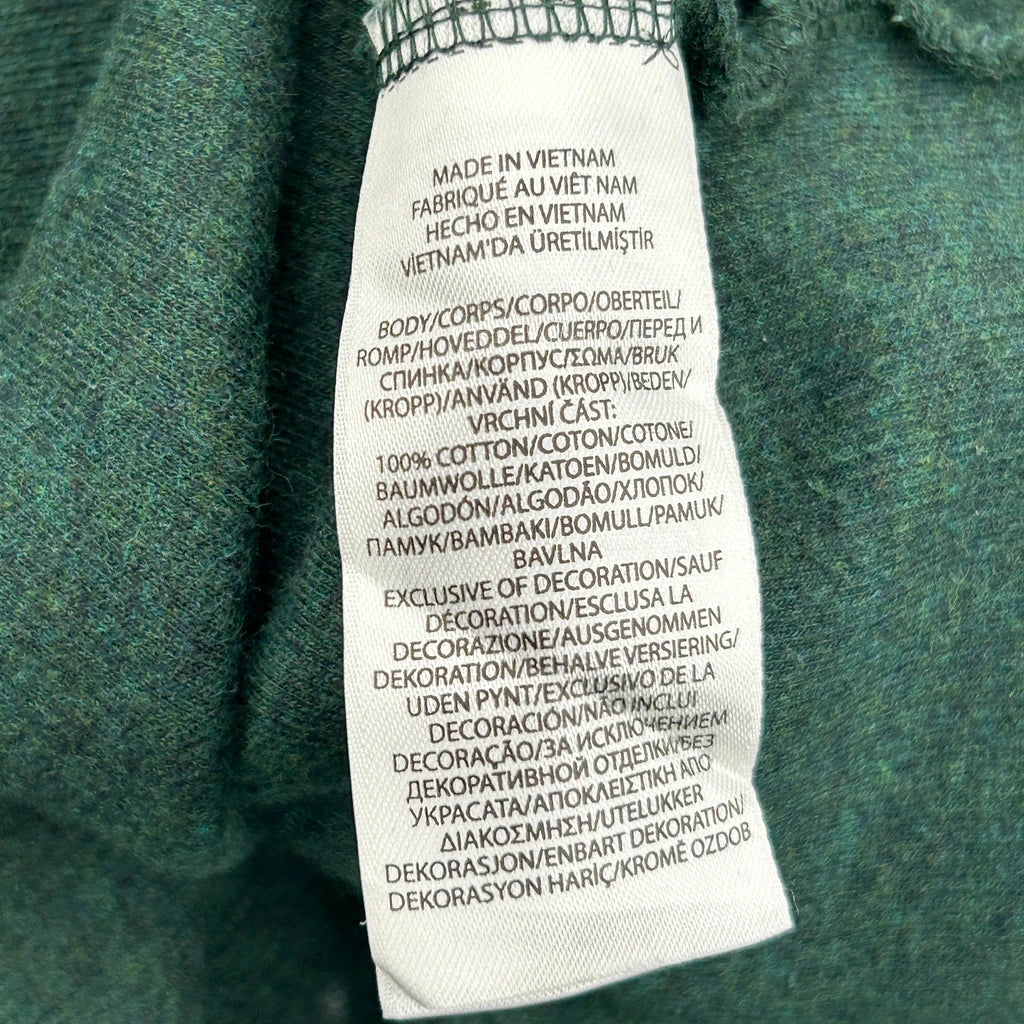 MADE IN VIETNAM
FABRIQUÉ AU VIÊT NAM
HECHO EN VIETNAM
VİETNAM'DA ÜRETİLMİŞTİR
BODY/CORPS/CORPO/OBERTEIL/
ROMP/HOVEDDEL/CUERPO/ПЕРЕД И
СПИНКА/КОРПУС/ΣΩΜΑ/BRUK
(KROPP)/ANVÄND (KROPP)/BEDEN/
VRCHNÍ ČÁST:
100% COTTON/COTON/COTONE/
BAUMWOLLE/KATOEN/BOMULD/
ALGODÓN/ALGODÃO/ХЛОПОК/
ПАМУК/ΒΑΜΒΑΚΙ/BOMULL/PAMUK/
BAVLNA
EXCLUSIVE OF DECORATION/SAUF
DÉCORATION/ESCLUSA LA
DECORAZIONE/AUSGENOMMEN
DEKORATION/BEHALVE VERSIERING/
UDEN PYNT/EXCLUSIVO DE LA
DECORACIÓN/NÃO INCLUI
DECORAÇÃO/ЗА ИСКЛЮЧЕНИЕМ
ДЕКОРАТИВНОЙ ОТДЕЛКИ/БЕЗ
УКРАСАТА/ΑΠΟΚΛΕΙΣΤΙΚΗ ΑΠΟ
ΔΙΑΚΟΣΜΗΣΗ/UTELUKKER
DEKORASJON/ENBART DEKORATION/
DEKORASYON HARİÇ/KROMĚ OZDOB